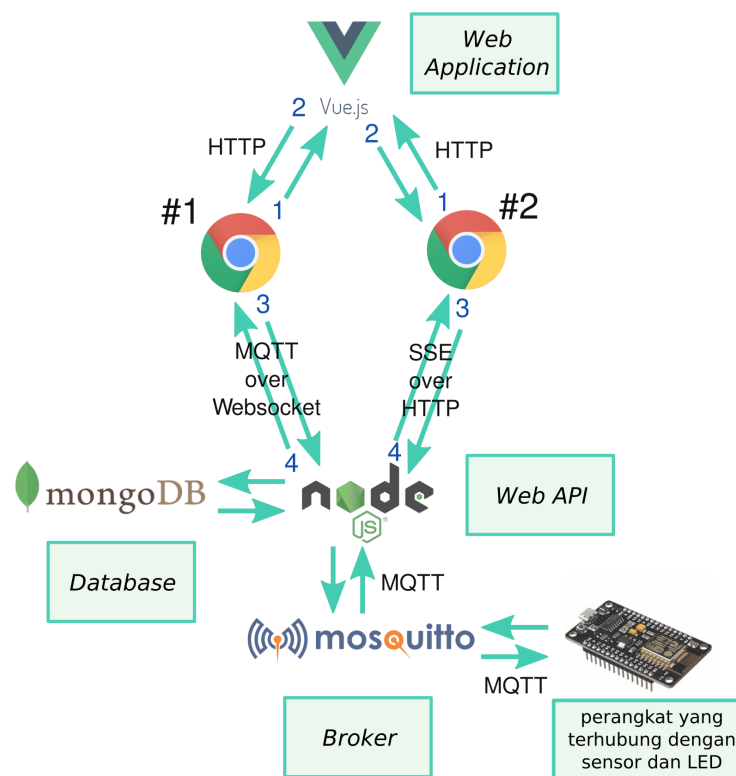 Web
Application
Vue.js
2
2
HTTP
HTTP
1
1
#1
#2
3
3
MQTT
over
Websocket
SSE
over
HTTP
4
4
mongoDB
node
JS
®
Web API
Database
MQTT
mosquitto
MQTT
Broker
perangkat yang
terhubung dengan
sensor dan LED